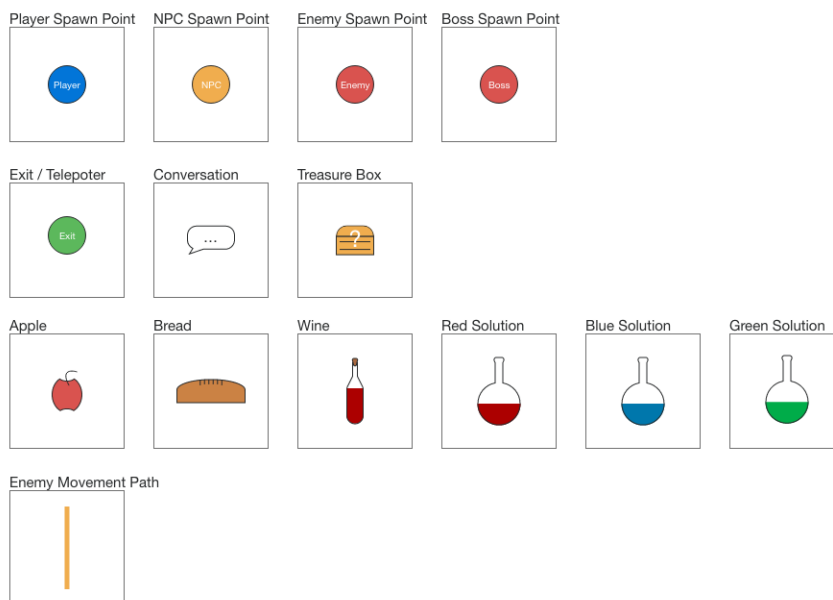 Player Spawn Point NPC Spawn Point Enemy Spawn Point Boss Spawn Point
Player NPC Enemy Boss
Exit / Telepoter Conversation Treasure Box
Exit ... ?
Apple Bread Wine Red Solution Blue Solution Green Solution
Enemy Movement Path